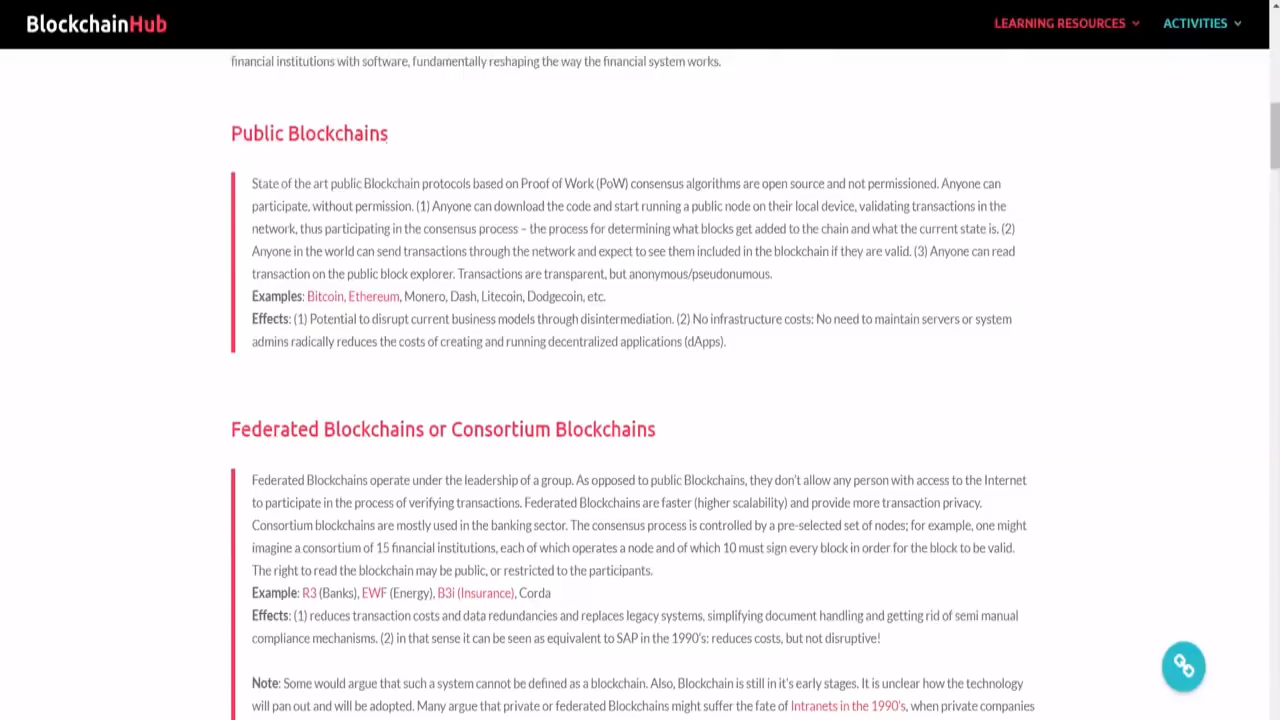 BlockchainHub
LEARNING RESOURCES
ACTIVITIES
financial institutions with software, fundamentally reshaping the way the financial system works.
Public Blockchains
State of the art public Blockchain protocols based on Proof of Work (PoW) consensus algorithms are open source and not permissioned. Anyone can
participate, without permission. (1) Anyone can download the code and start running a public node on their local device, validating transactions in the
network, thus participating in the consensus process – the process for determining what blocks get added to the chain and what the current state is. (2)
Anyone in the world can send transactions through the network and expect to see them included in the blockchain if they are valid. (3) Anyone can read
transaction on the public block explorer. Transactions are transparent, but anonymous/pseudonumous.
Examples: Bitcoin, Ethereum, Monero, Dash, Litecoin, Dodgecoin, etc.
Effects: (1) Potential to disrupt current business models through disintermediation. (2) No infrastructure costs: No need to maintain servers or system
admins radically reduces the costs of creating and running decentralized applications (dApps).
Federated Blockchains or Consortium Blockchains
Federated Blockchains operate under the leadership of a group. As opposed to public Blockchains, they don't allow any person with access to the Internet
to participate in the process of verifying transactions. Federated Blockchains are faster (higher scalability) and provide more transaction privacy.
Consortium blockchains are mostly used in the banking sector. The consensus process is controlled by a pre-selected set of nodes; for example, one might
imagine a consortium of 15 financial institutions, each of which operates a node and of which 10 must sign every block in order for the block to be valid.
The right to read the blockchain may be public, or restricted to the participants.
Example: R3 (Banks), EWF (Energy), B3i (Insurance), Corda
Effects: (1) reduces transaction costs and data redundancies and replaces legacy systems, simplifying document handling and getting rid of semi manual
compliance mechanisms. (2) in that sense it can be seen as equivalent to SAP in the 1990's: reduces costs, but not disruptive!
Note: Some would argue that such a system cannot be defined as a blockchain. Also, Blockchain is still in it's early stages. It is unclear how the technology
will pan out and will be adopted. Many argue that private or federated Blockchains might suffer the fate of Intranets in the 1990's, when private companies